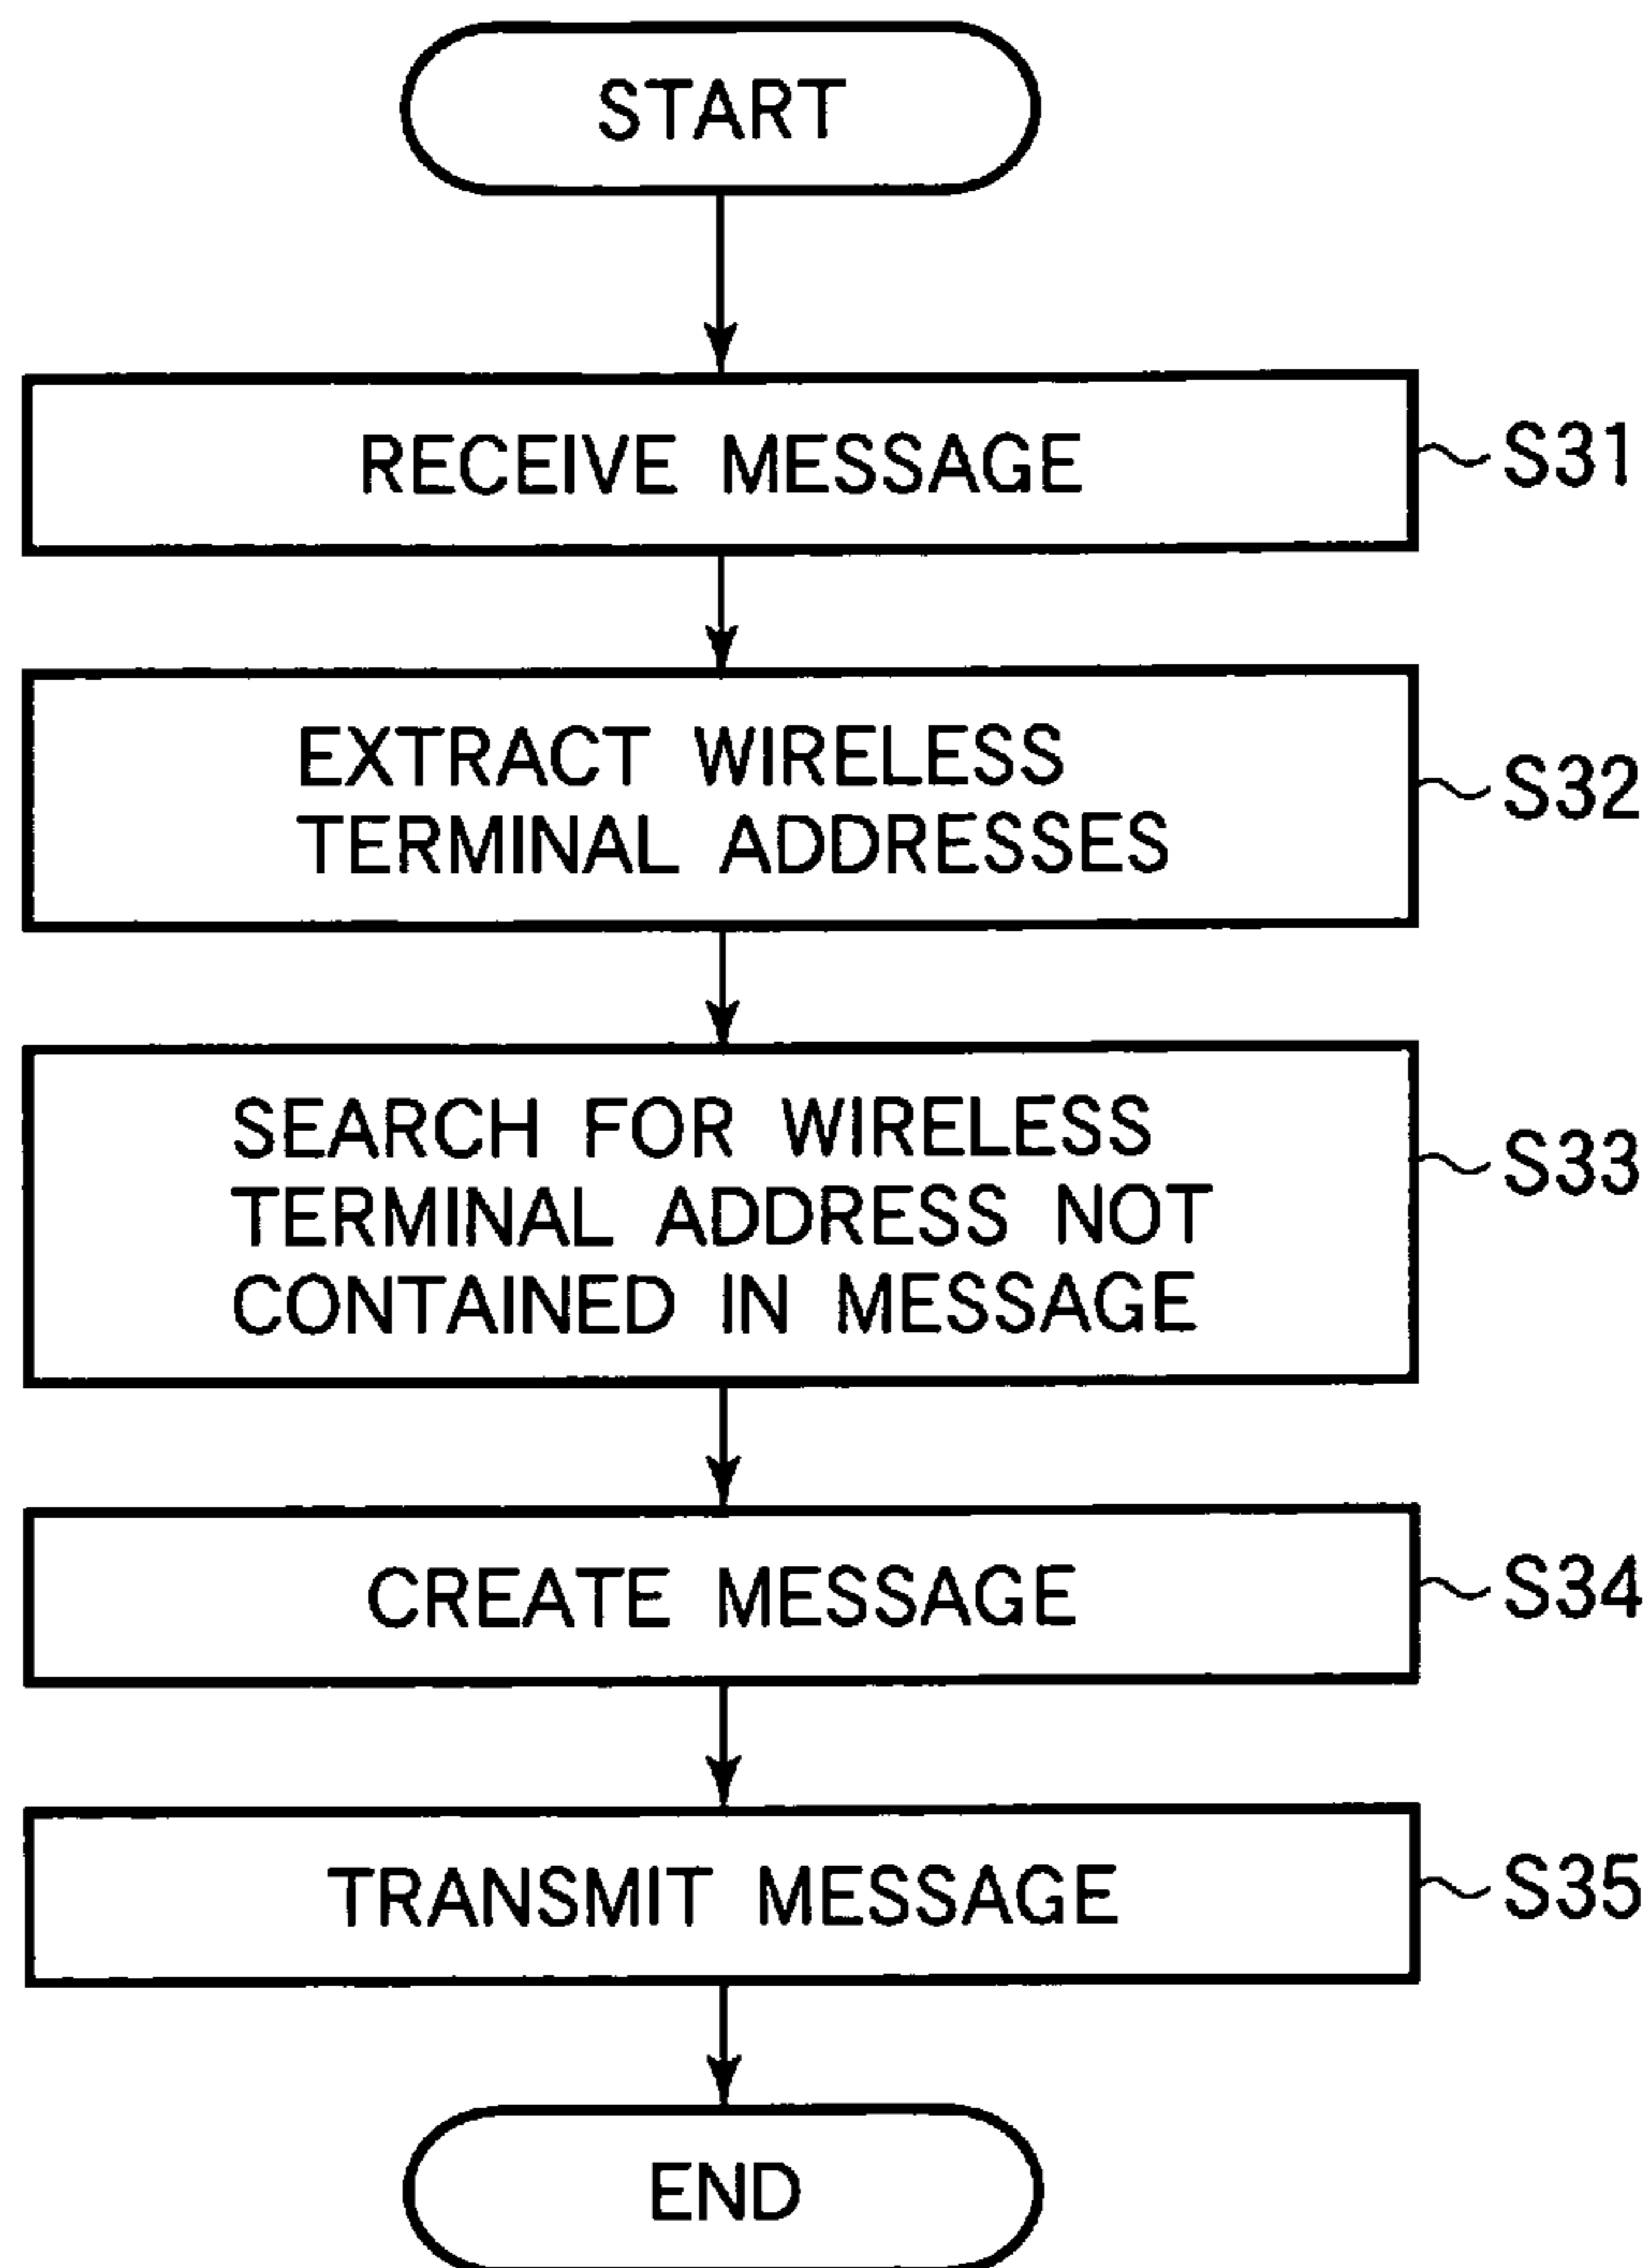 START
RECEIVE MESSAGE
S31
EXTRACT WIRELESS
TERMINAL ADDRESSES
S32
SEARCH FOR WIRELESS
TERMINAL ADDRESS NOT
CONTAINED IN MESSAGE
S33
CREATE MESSAGE
S34
TRANSMIT MESSAGE
S35
END